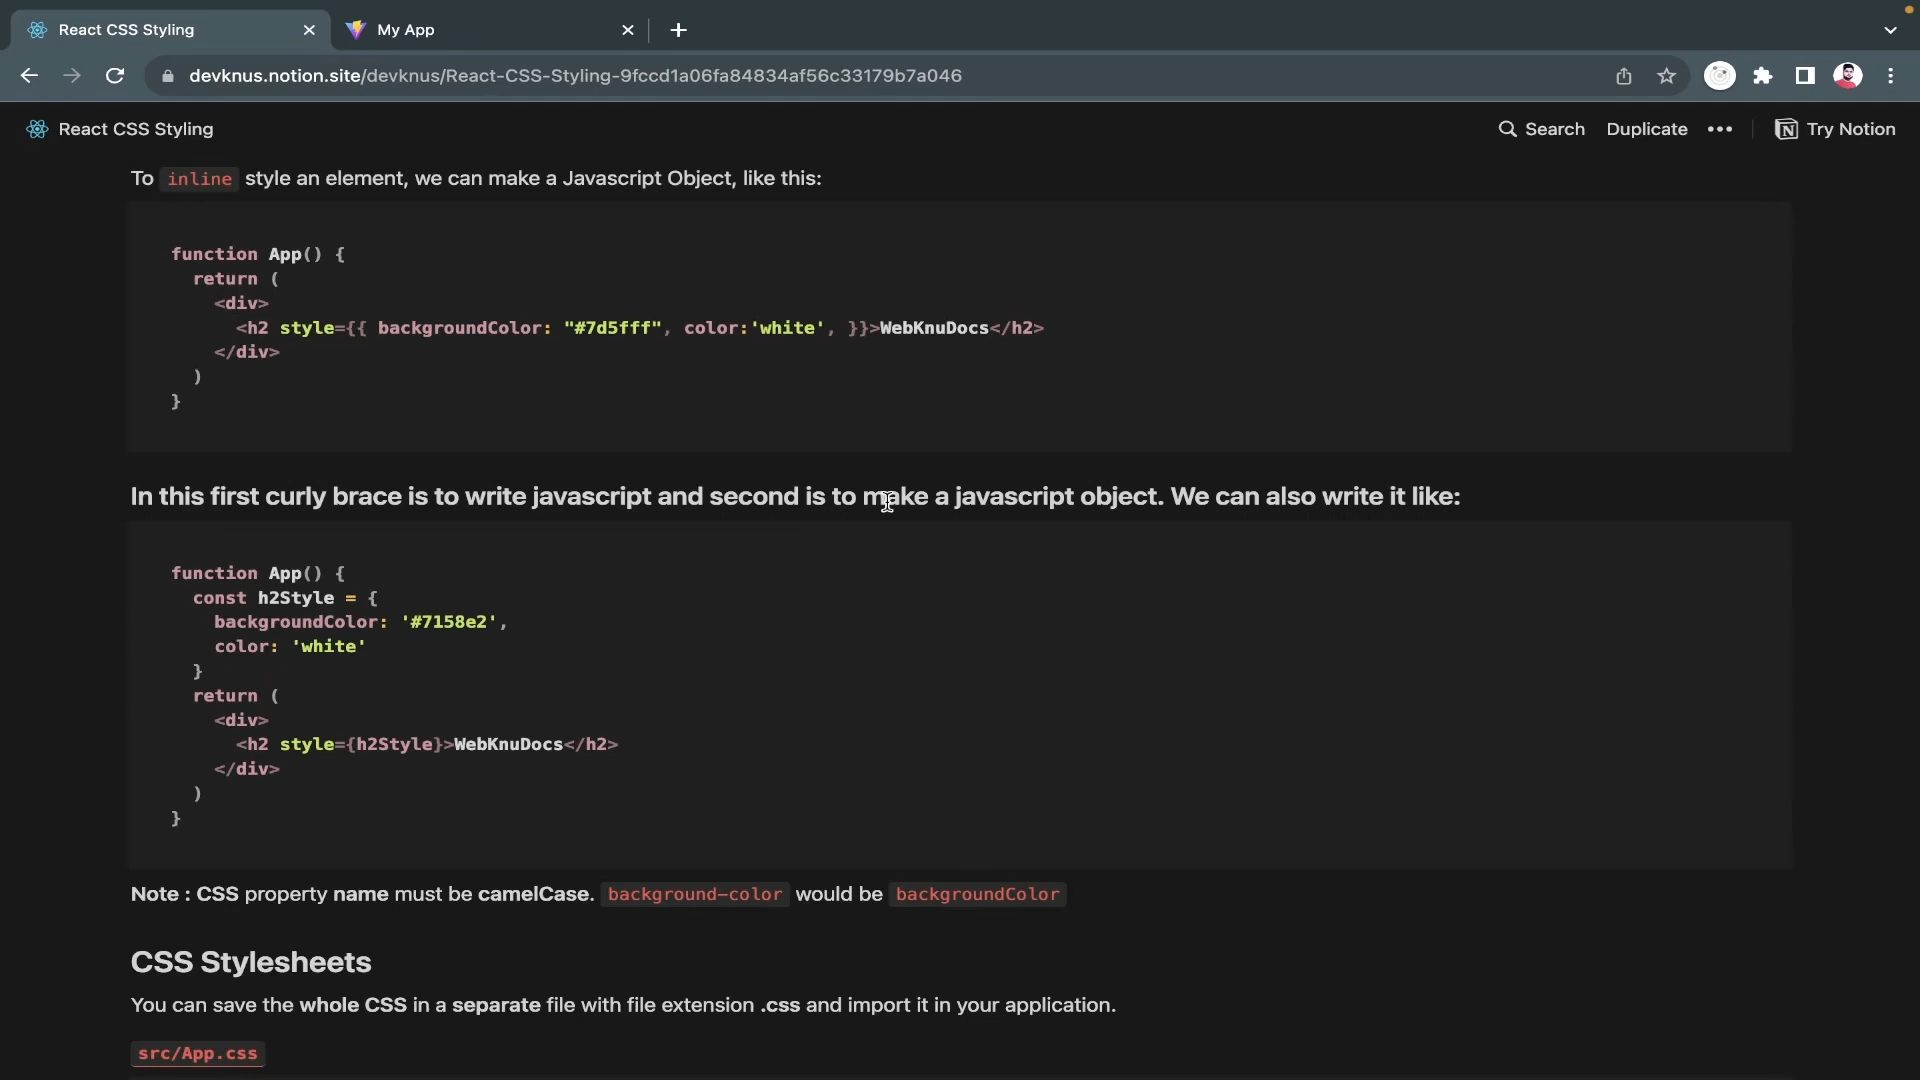 React CSS Styling
My App
devknus.notion.site/devknus/React-CSS-Styling-9fccd1a06fa84834af56c33179b7a046
React CSS Styling
Search Duplicate ••• Try Notion
To inline style an element, we can make a Javascript Object, like this:
function App() {
  return (
    <div>
      <h2 style={{ backgroundColor: "#7d5fff", color:'white', }}>WebKnuDocs</h2>
    </div>
  )
}
In this first curly brace is to write javascript and second is to make a javascript object. We can also write it like:
function App() {
  const h2Style = {
    backgroundColor: '#7158e2',
    color: 'white'
  }
  return (
    <div>
      <h2 style={h2Style}>WebKnuDocs</h2>
    </div>
  )
}
Note : CSS property name must be camelCase. background-color would be backgroundColor
CSS Stylesheets
You can save the whole CSS in a separate file with file extension .css and import it in your application.
src/App.css